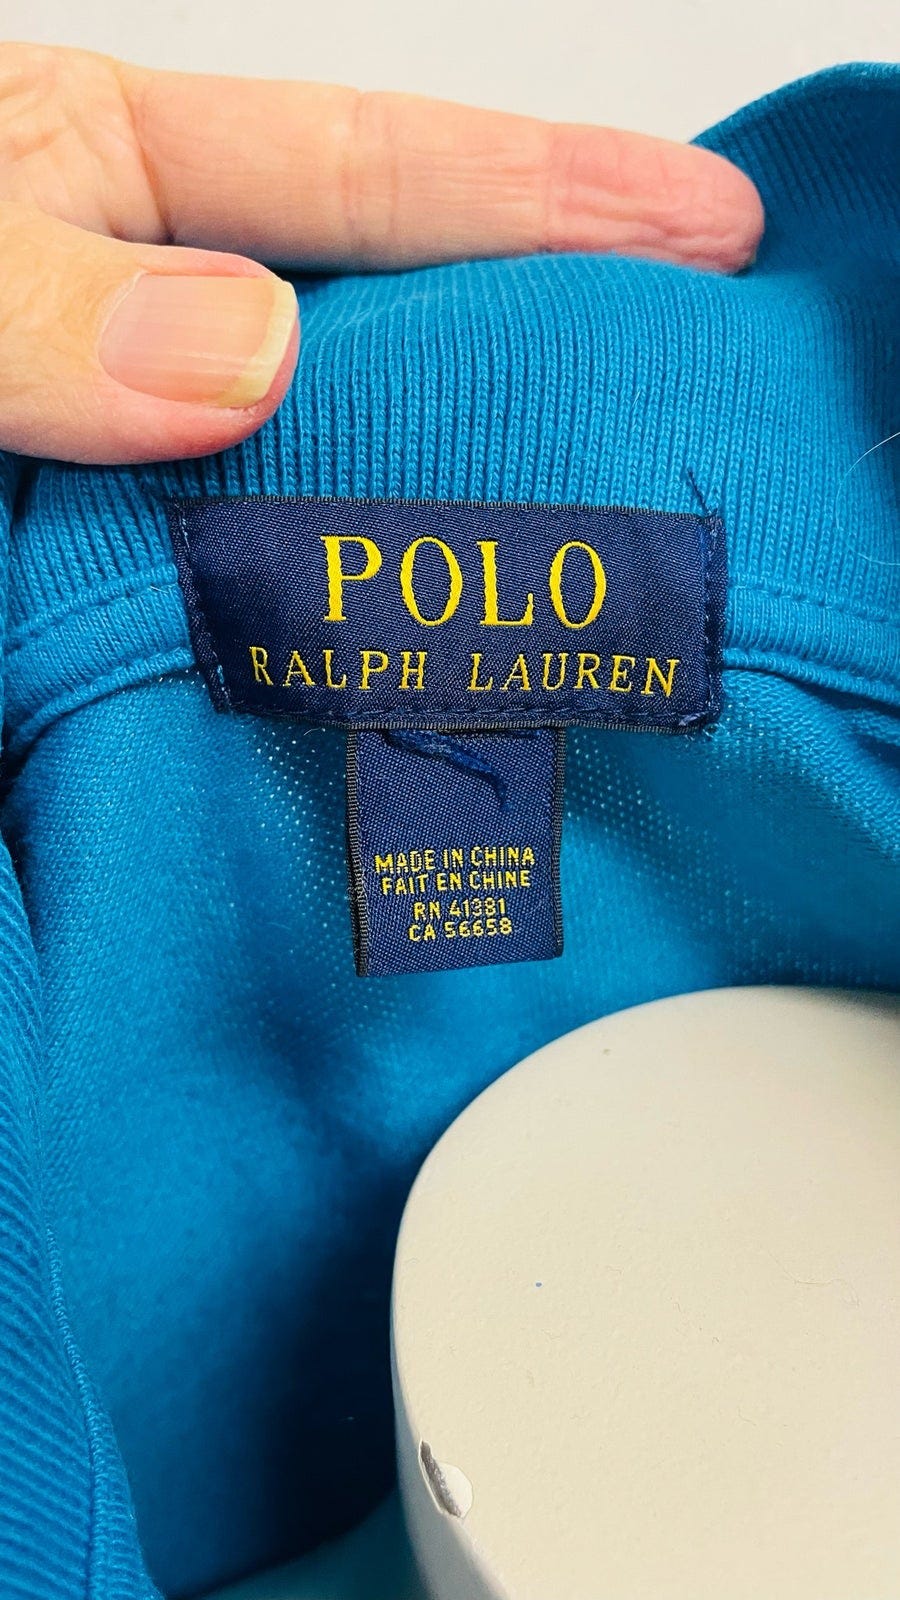 POLO
RALPH LAUREN
MADE IN CHINA
FAIT EN CHINE
RN 41381
CA 56658